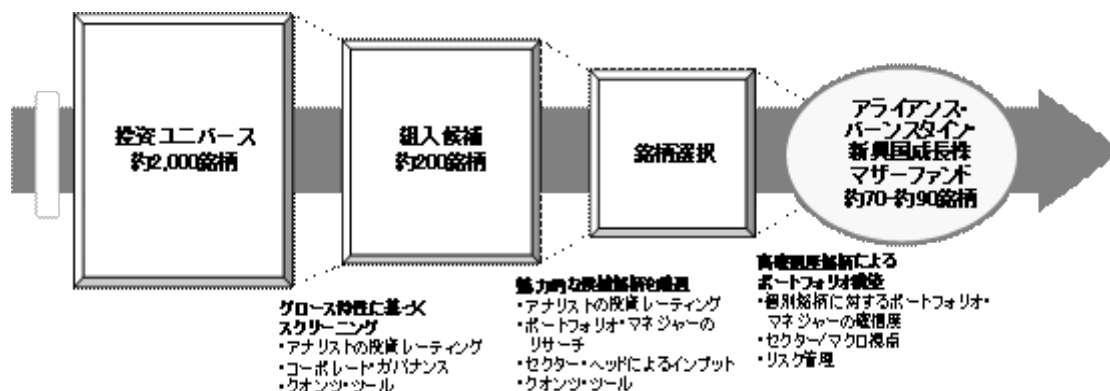 投資ユニバース
約2,000銘柄
組入候補
約200銘柄
銘柄選択
アライアンス・
バーンスタイン・
新興国成長株
マザーファンド
約70-約90銘柄
グロース特性に基づく
スクリーニング
・アナリストの投資レーティング
・コーポレート・ガバナンス
・クオンツ・ツール
魅力的な候補銘柄を厳選
・アナリストの投資レーティング
・ポートフォリオ・マネジャーの
リサーチ
・セクター・ヘッドによるインプット
・クオンツ・ツール
高確信度銘柄による
ポートフォリオ構築
・個別銘柄に対するポートフォリオ・
マネジャーの確信度
・セクター/マクロ視点
・リスク管理